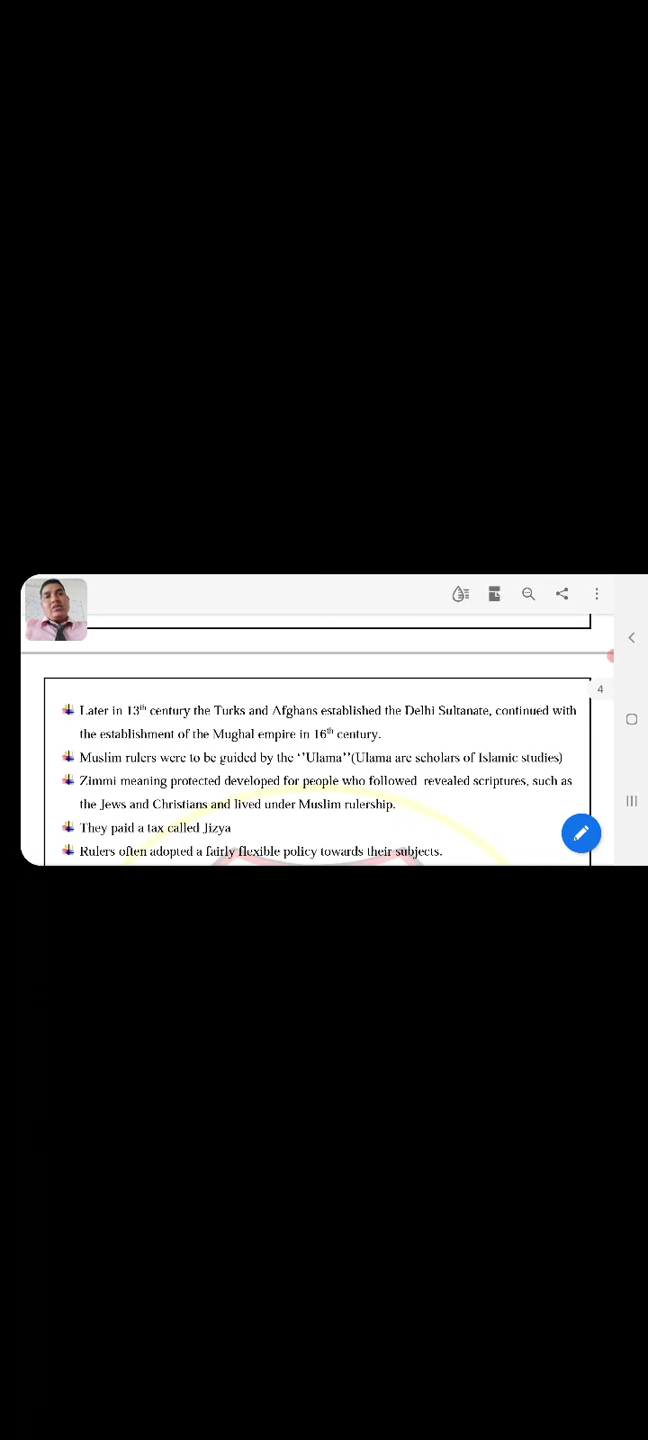 4
Later in 13th century the Turks and Afghans established the Delhi Sultanate, continued with
the establishment of the Mughal empire in 16th century.
Muslim rulers were to be guided by the ‘’Ulama’’(Ulama are scholars of Islamic studies)
Zimmi meaning protected developed for people who followed revealed scriptures, such as
the Jews and Christians and lived under Muslim rulership.
They paid a tax called Jizya
Rulers often adopted a fairly flexible policy towards their subjects.